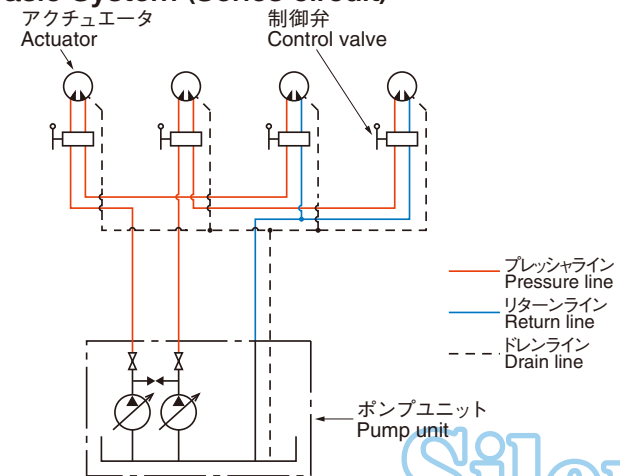 アクチュエータ
Actuator
制御弁
Control valve
プレッシャライン
Pressure line
リターンライン
Return line
ドレンライン
Drain line
ポンプユニット
Pump unit